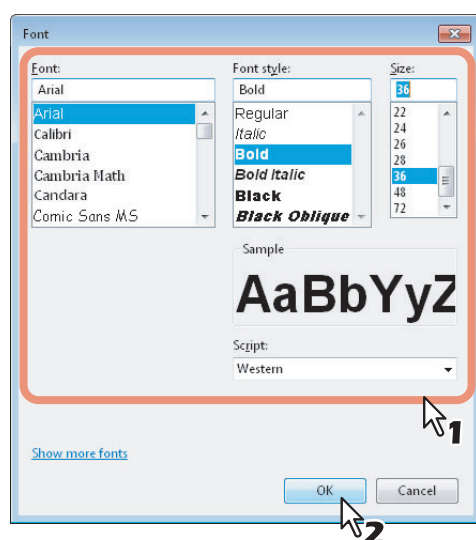 Font
Font: Font style: Size:
Arial Bold 36
Arial Regular 22
Calibri Italic 24
Cambria Bold 26
Cambria Math Bold Italic 28
Candara Black 36
Comic Sans MS Black Oblique 48
72
Sample
AaBbYyZ
Script:
Western
1
Show more fonts
OK Cancel
2